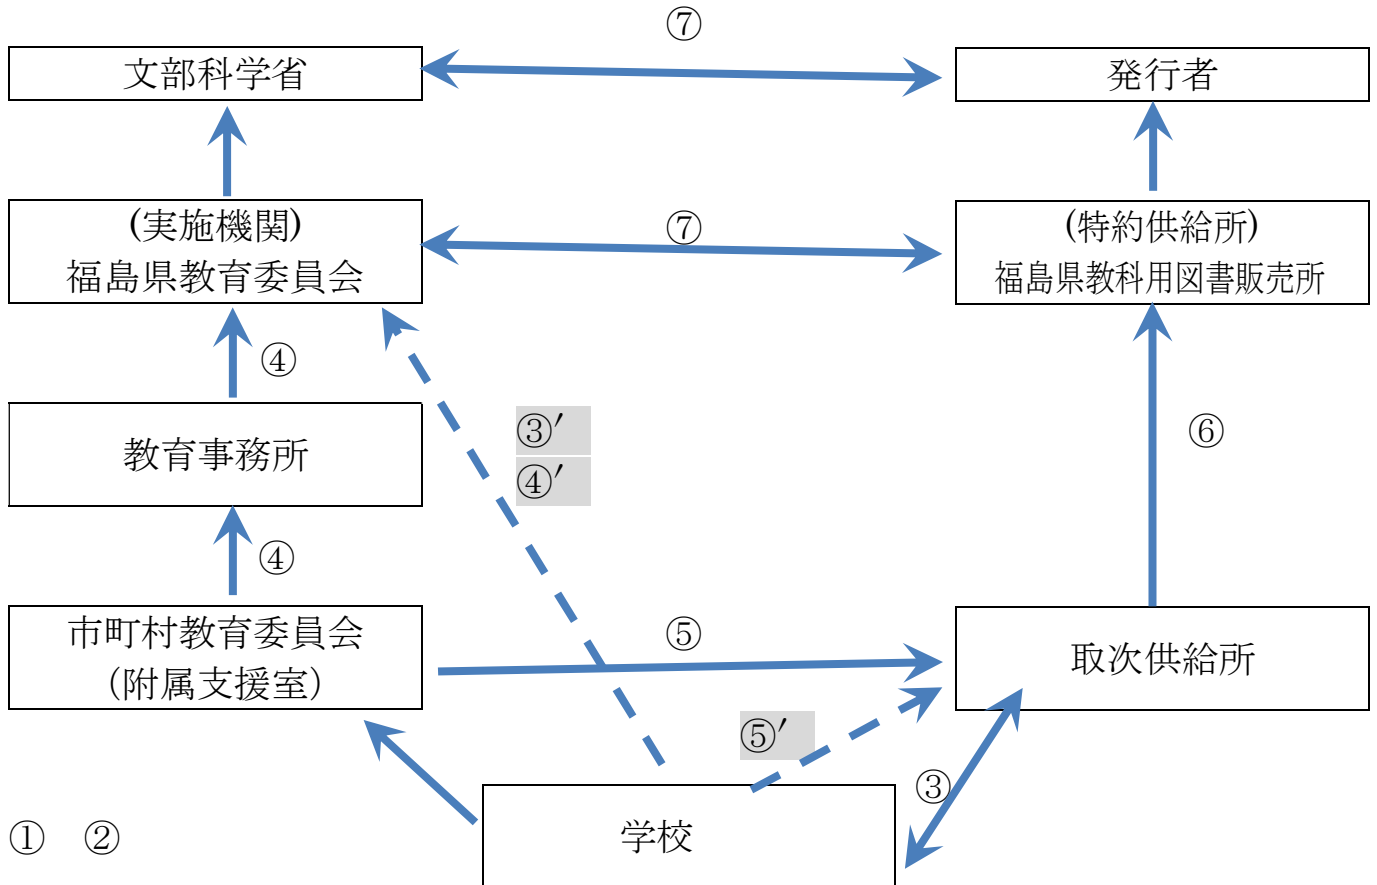 ⑦
文部科学省
発行者
(実施機関)
福島県教育委員会
⑦
(特約供給所)
福島県教科用図書販売所
④
③′
④′
⑥
教育事務所
④
市町村教育委員会
(附属支援室)
⑤
取次供給所
⑤′
③
学校
① ②